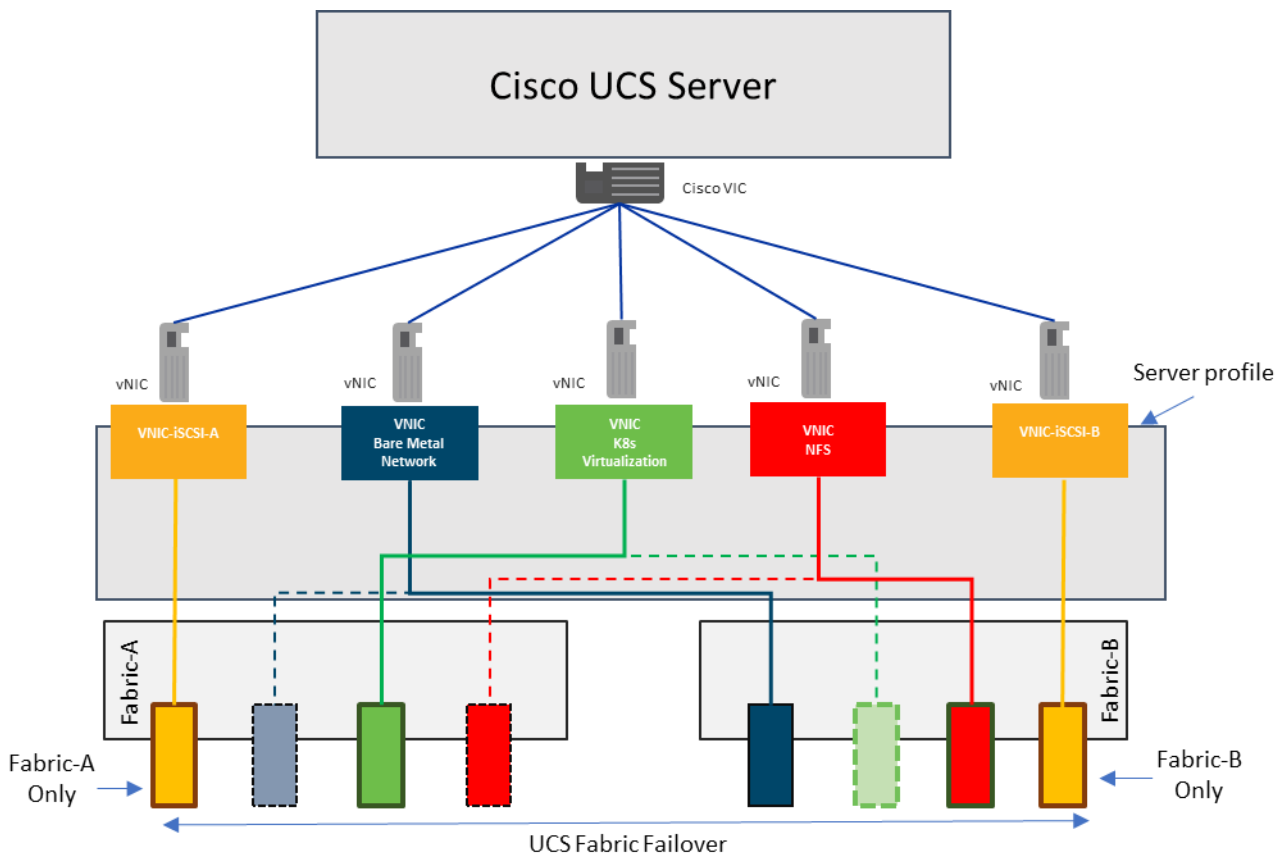 Cisco UCS Server
Cisco VIC
vNIC
vNIC
vNIC
vNIC
vNIC
Server profile
VNIC-iSCSI-A
VNIC
Bare Metal
Network
VNIC
K8s
Virtualization
VNIC
NFS
VNIC-iSCSI-B
Fabric-A
Fabric-B
Fabric-A
Only
Fabric-B
Only
UCS Fabric Failover